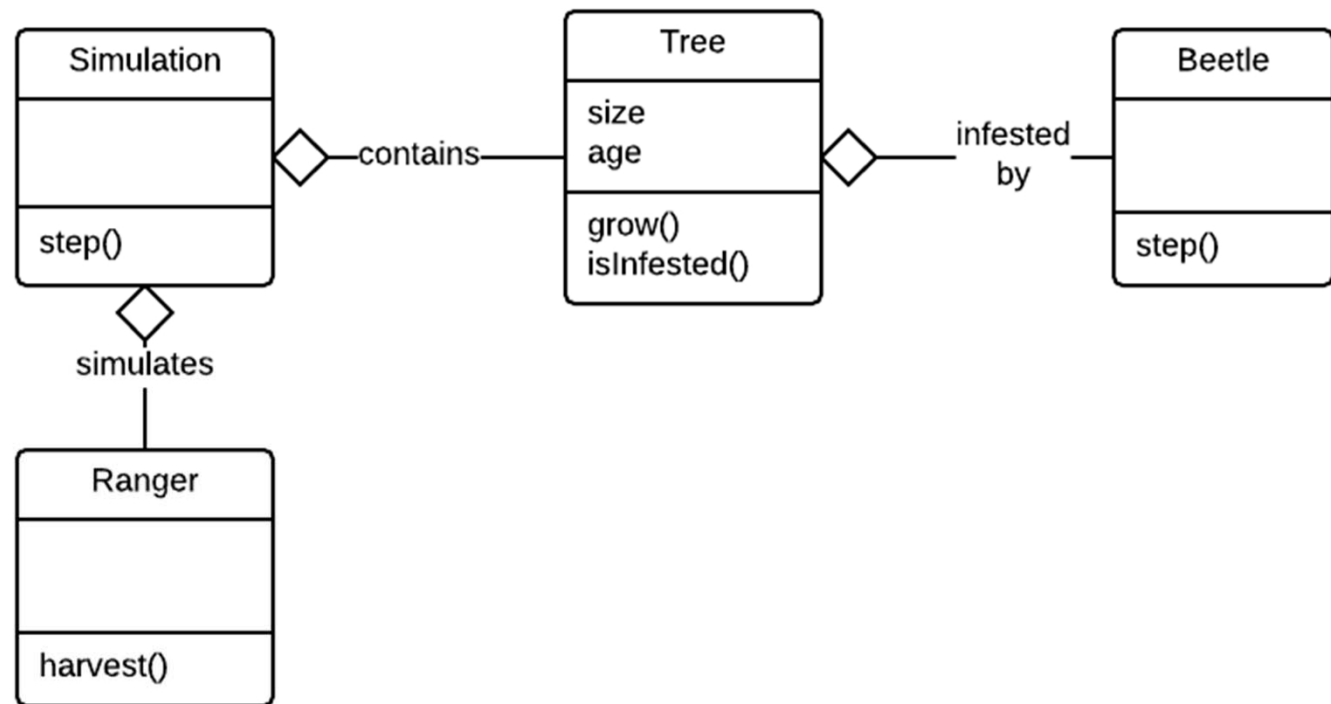 Simulation
step()
contains
Tree
size
age
grow()
isInfested()
infested
by
Beetle
step()
simulates
Ranger
harvest()